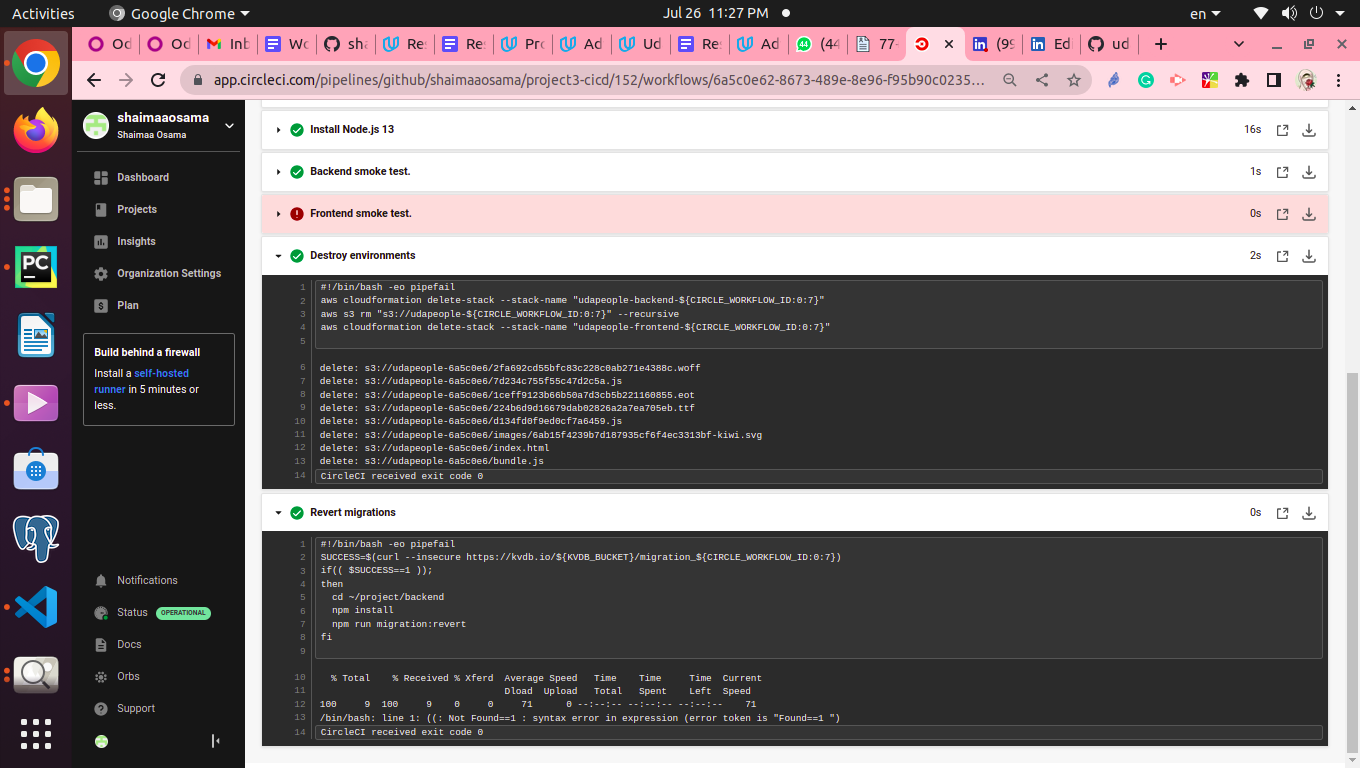 Activities
Google Chrome
Jul 26 11:27 PM
en
Od
Od
Inb
Wo
sha
Re
Re
Pro
Ad
Ud
Re
Ad
44
(44
77-
(99
Edi
ud
app.circleci.com/pipelines/github/shaimaaosama/project3-cicd/152/workflows/6a5c0e62-8673-489e-8e96-f95b90c0235...
shaimaaosama
Shaimaa Osama
Dashboard
Projects
Insights
Organization Settings
Plan
Build behind a firewall
Install a self-hosted
runner in 5 minutes or
less.
Notifications
Status OPERATIONAL
Docs
Orbs
Support
Install Node.js 13 16s
Backend smoke test. 1s
Frontend smoke test. 0s
Destroy environments 2s
1 #!/bin/bash -eo pipefail
2 aws cloudformation delete-stack --stack-name "udapeople-backend-${CIRCLE_WORKFLOW_ID:0:7}"
3 aws s3 rm "s3://udapeople-${CIRCLE_WORKFLOW_ID:0:7}" --recursive
4 aws cloudformation delete-stack --stack-name "udapeople-frontend-${CIRCLE_WORKFLOW_ID:0:7}"
5
6 delete: s3://udapeople-6a5c0e6/2fa692cd55bfc83c228c0ab271e4388c.woff
7 delete: s3://udapeople-6a5c0e6/7d234c755f55c47d2c5a.js
8 delete: s3://udapeople-6a5c0e6/1ceff9123b66b50a7d3cb5b221160855.eot
9 delete: s3://udapeople-6a5c0e6/224b6d9d16679dab02826a2a7ea705eb.ttf
10 delete: s3://udapeople-6a5c0e6/d134fd0f9ed0cf7a6459.js
11 delete: s3://udapeople-6a5c0e6/images/6ab15f4239b7d187935cf6f4ec3313bf-kiwi.svg
12 delete: s3://udapeople-6a5c0e6/index.html
13 delete: s3://udapeople-6a5c0e6/bundle.js
14 CircleCI received exit code 0
Revert migrations 0s
1 #!/bin/bash -eo pipefail
2 SUCCESS=$(curl --insecure https://kvdb.io/${KVDB_BUCKET}/migration_${CIRCLE_WORKFLOW_ID:0:7})
3 if(( $SUCCESS==1 ));
4 then
5 cd ~/project/backend
6 npm install
7 npm run migration:revert
8 fi
9
10 % Total % Received % Xferd Average Speed Time Time Time Current
11 Dload Upload Total Spent Left Speed
12 100 9 100 9 0 0 71 0 --:--:-- --:--:-- --:--:-- 71
13 /bin/bash: line 1: ((: Not Found==1 : syntax error in expression (error token is "Found==1 ")
14 CircleCI received exit code 0
PC